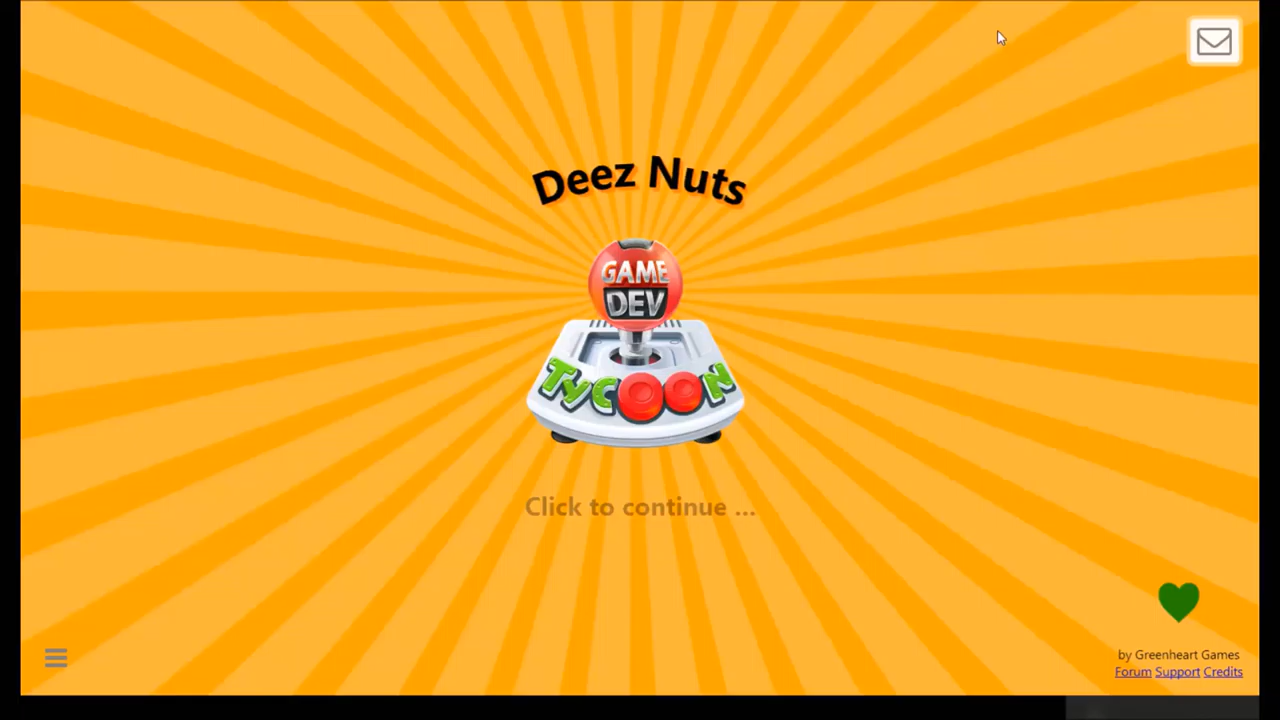 Deez Nuts
GAME
DEV
TYCOON
Click to continue ...
by Greenheart Games
Forum Support Credits